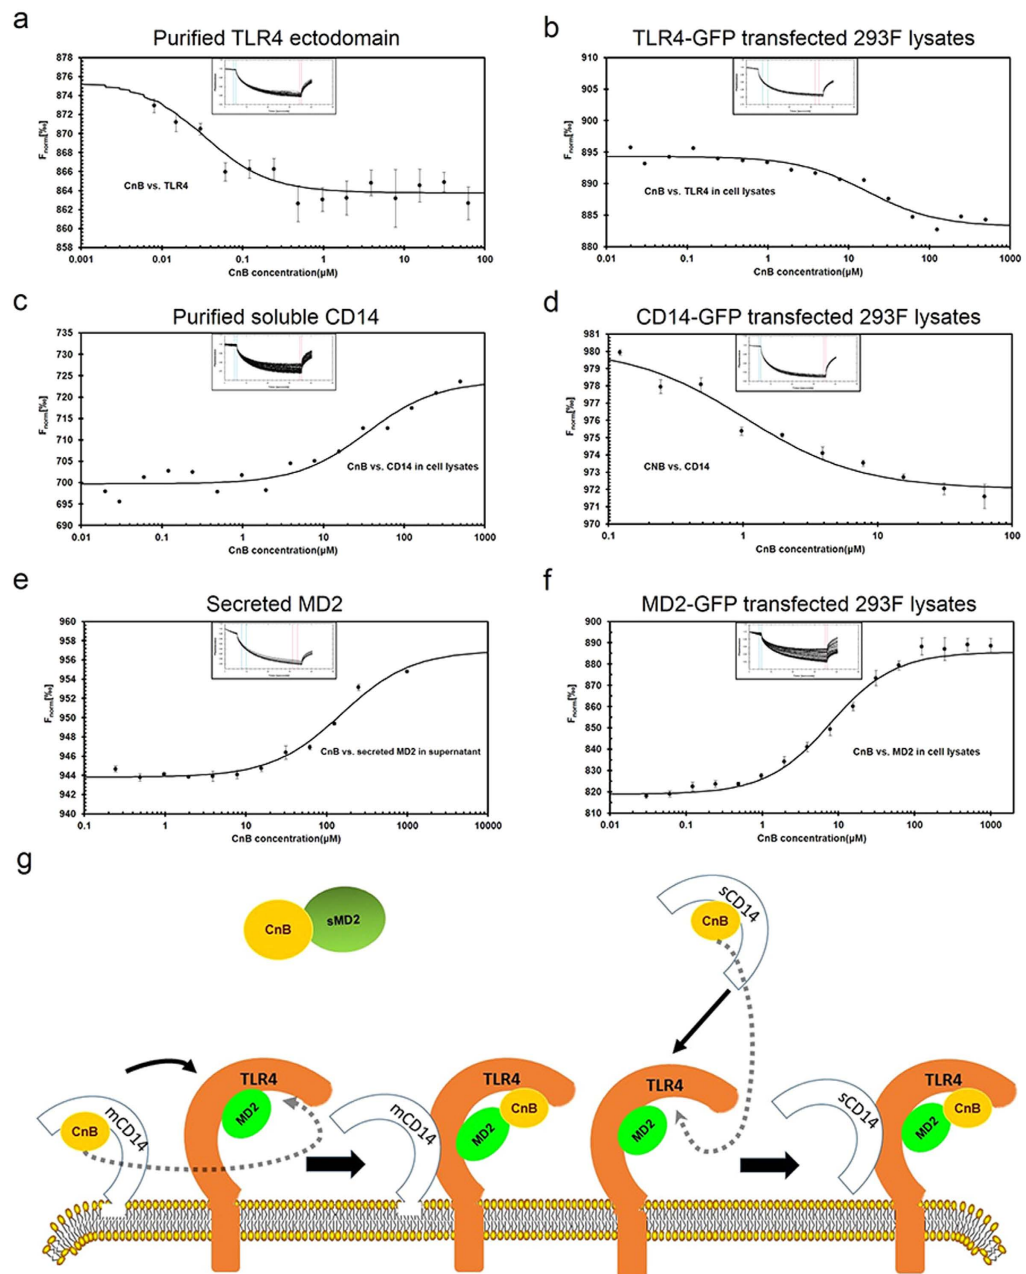 a
Purified TLR4 ectodomain
878
876
874
872
870
868
866
864
862
860
858
Fnorm[‰]
CnB vs. TLR4
0.001
0.01
0.1
1
10
100
CnB concentration(µM)
b
TLR4-GFP transfected 293F lysates
910
905
900
895
890
885
880
Fnorm[‰]
CnB vs. TLR4 in cell lysates
0.01
0.1
1
10
100
1000
CnB concentration(µM)
c
Purified soluble CD14
735
730
725
720
715
710
705
700
695
690
Fnorm[‰]
CnB vs. CD14 in cell lysates
0.01
0.1
1
10
100
1000
CnB concentration(µM)
d
CD14-GFP transfected 293F lysates
981
980
979
978
977
976
975
974
973
972
971
970
Fnorm[‰]
CNB vs. CD14
0.1
1
10
100
CnB concentration(µM)
e
Secreted MD2
960
958
956
954
952
950
948
946
944
942
940
Fnorm[‰]
CnB vs. secreted MD2 in supernatant
0.1
1
10
100
1000
10000
CnB concentration(µM)
f
MD2-GFP transfected 293F lysates
900
890
880
870
860
850
840
830
820
810
Fnorm[‰]
CnB vs. MD2 in cell lysates
0.01
0.1
1
10
100
1000
CnB concentration(µM)
g
CnB
sMD2
sCD14
CnB
CnB
mCD14
TLR4
MD2
mCD14
TLR4
MD2
CnB
TLR4
MD2
sCD14
TLR4
MD2
CnB